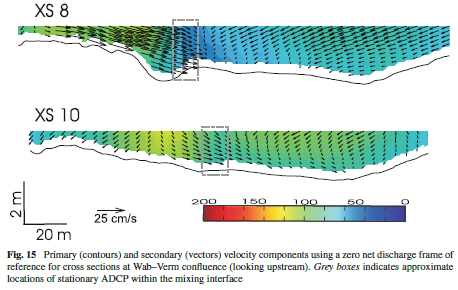 XS 8
XS 10
2 m
20 m
25 cm/s
200 150 100 50 0
Fig. 15 Primary (contours) and secondary (vectors) velocity components using a zero net discharge frame of
reference for cross sections at Wab–Verm confluence (looking upstream). Grey boxes indicates approximate
locations of stationary ADCP within the mixing interface